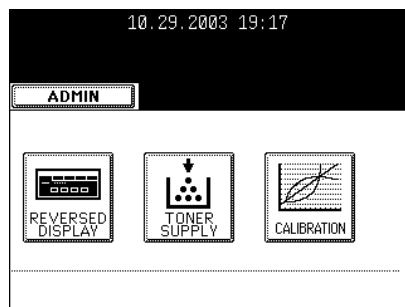 10.29.2003 19:17
ADMIN
REVERSED
DISPLAY
TONER
SUPPLY
CALIBRATION